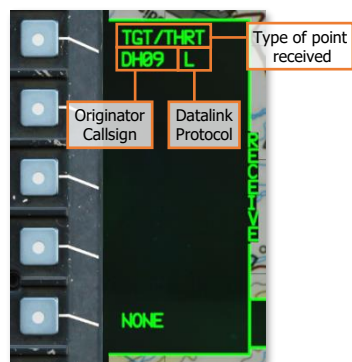 TGT/THRT
Type of point
received
DH09 L
Originator
Callsign
Datalink
Protocol
RECEIVE
NONE